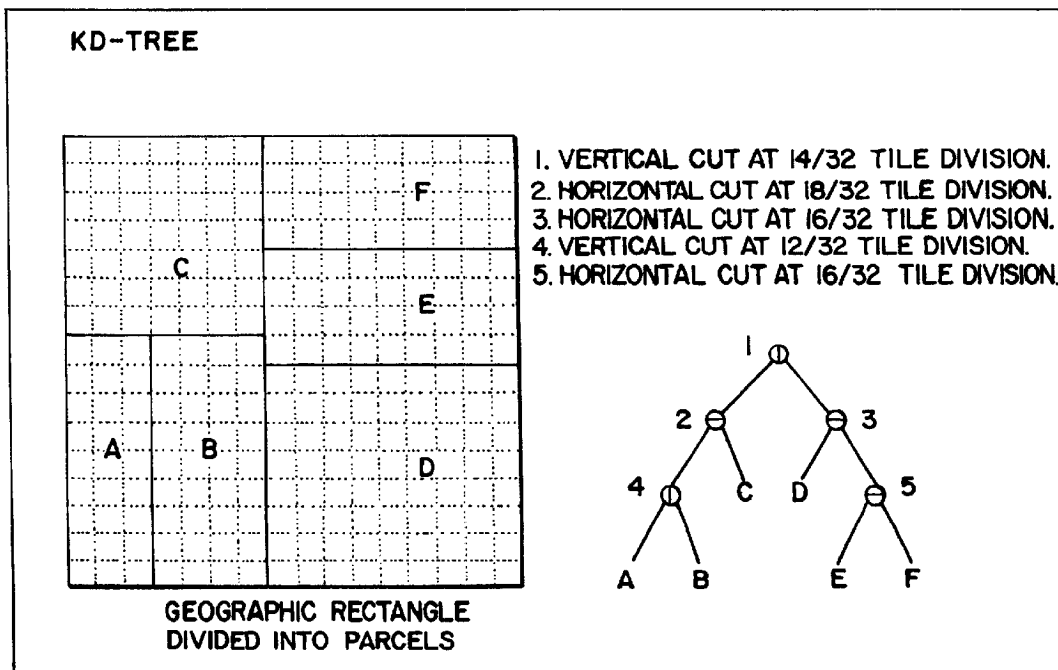 KD-TREE
F
C
E
A
B
D
GEOGRAPHIC RECTANGLE
DIVIDED INTO PARCELS
1. VERTICAL CUT AT 14/32 TILE DIVISION.
2. HORIZONTAL CUT AT 18/32 TILE DIVISION.
3. HORIZONTAL CUT AT 16/32 TILE DIVISION.
4. VERTICAL CUT AT 12/32 TILE DIVISION.
5. HORIZONTAL CUT AT 16/32 TILE DIVISION.
1
2 3
4 C D 5
A B E F